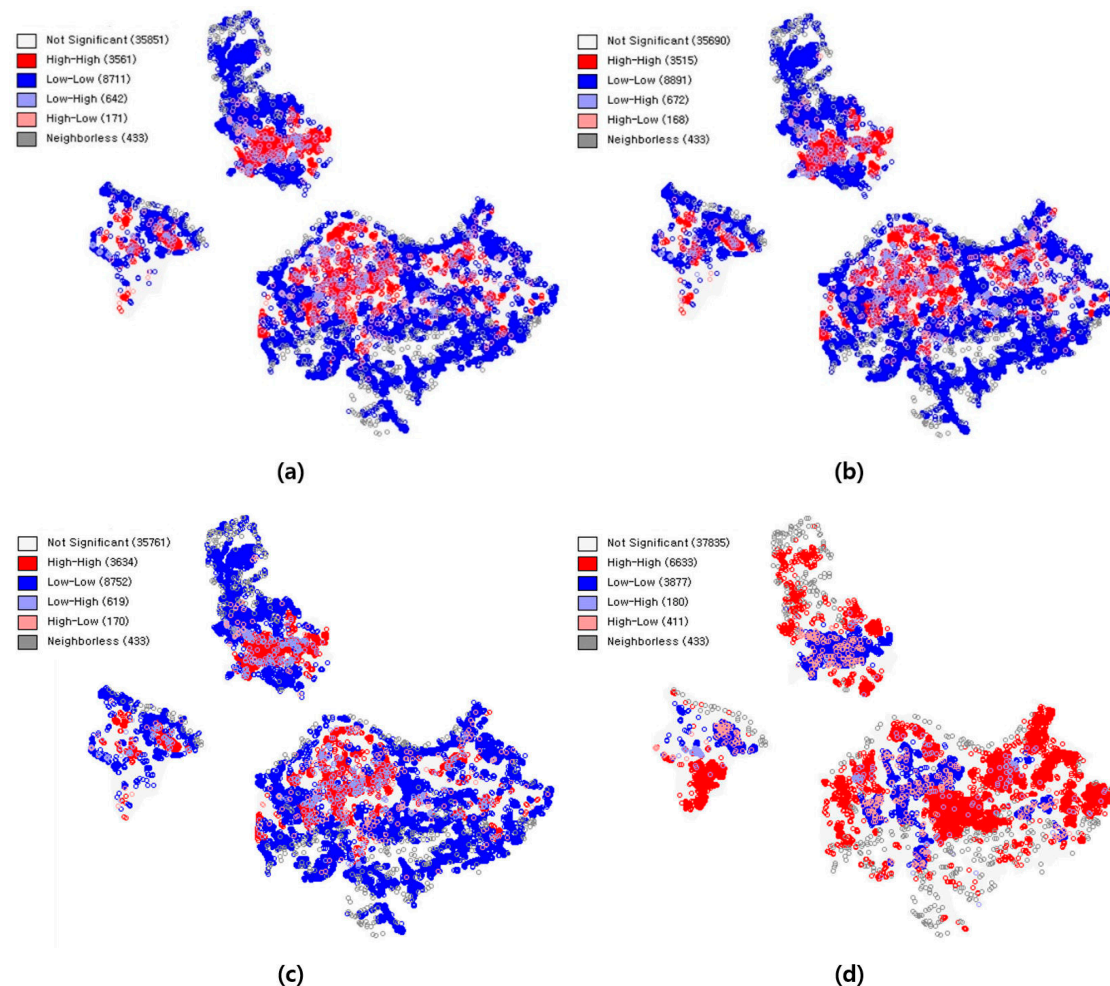 Not Significant (35851)
High-High (3561)
Low-Low (8711)
Low-High (642)
High-Low (171)
Neighborless (433)
(a)
Not Significant (35690)
High-High (3515)
Low-Low (8891)
Low-High (672)
High-Low (168)
Neighborless (433)
(b)
Not Significant (35761)
High-High (3634)
Low-Low (8752)
Low-High (619)
High-Low (170)
Neighborless (433)
(c)
Not Significant (37835)
High-High (6633)
Low-Low (3877)
Low-High (180)
High-Low (411)
Neighborless (433)
(d)